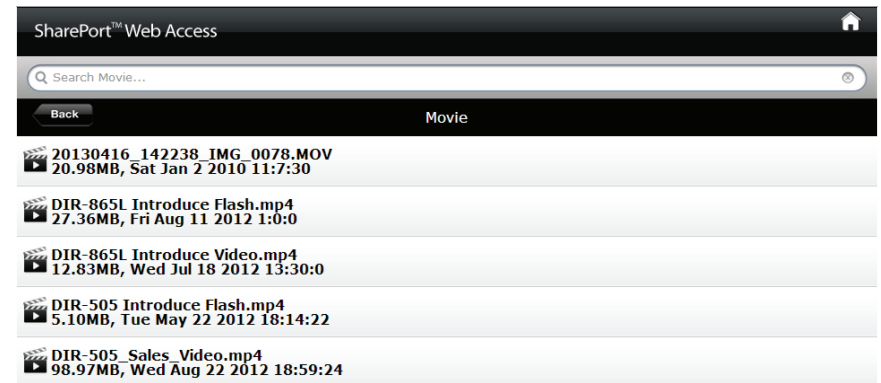 SharePort™ Web Access
Search Movie...
Back
Movie
20130416_142238_IMG_0078.MOV
20.98MB, Sat Jan 2 2010 11:7:30
DIR-865L Introduce Flash.mp4
27.36MB, Fri Aug 11 2012 1:0:0
DIR-865L Introduce Video.mp4
12.83MB, Wed Jul 18 2012 13:30:0
DIR-505 Introduce Flash.mp4
5.10MB, Tue May 22 2012 18:14:22
DIR-505_Sales_Video.mp4
98.97MB, Wed Aug 22 2012 18:59:24